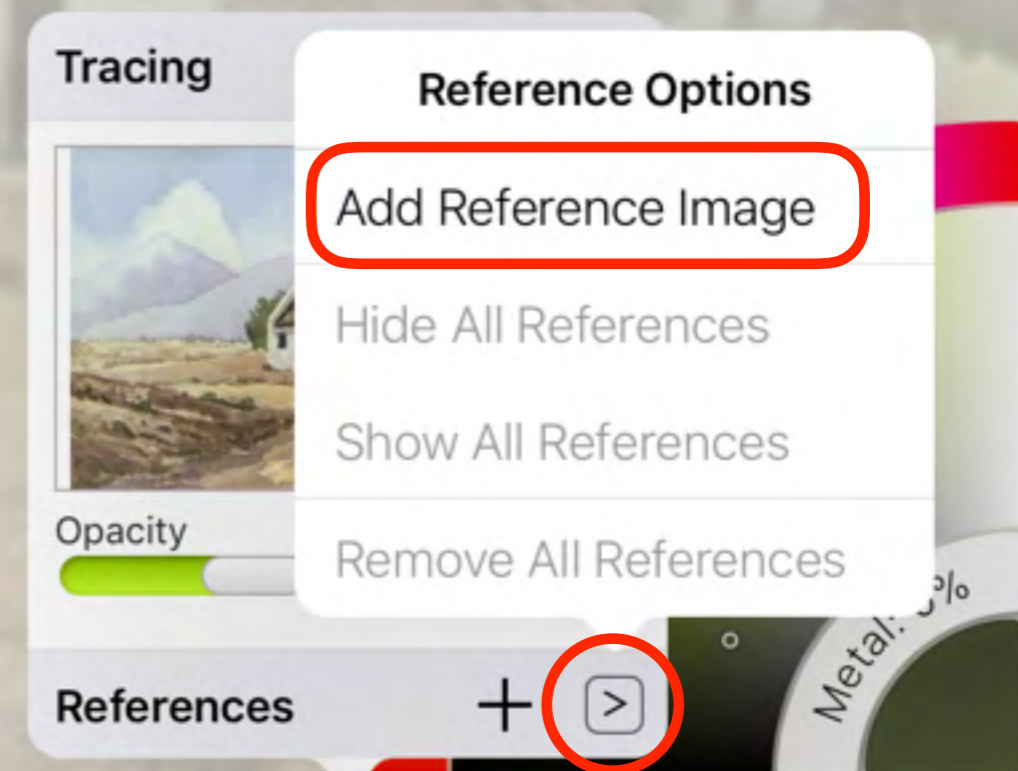 Tracing
Reference Options
Add Reference Image
Hide All References
Show All References
Opacity
Remove All References
Metal: %
References + >